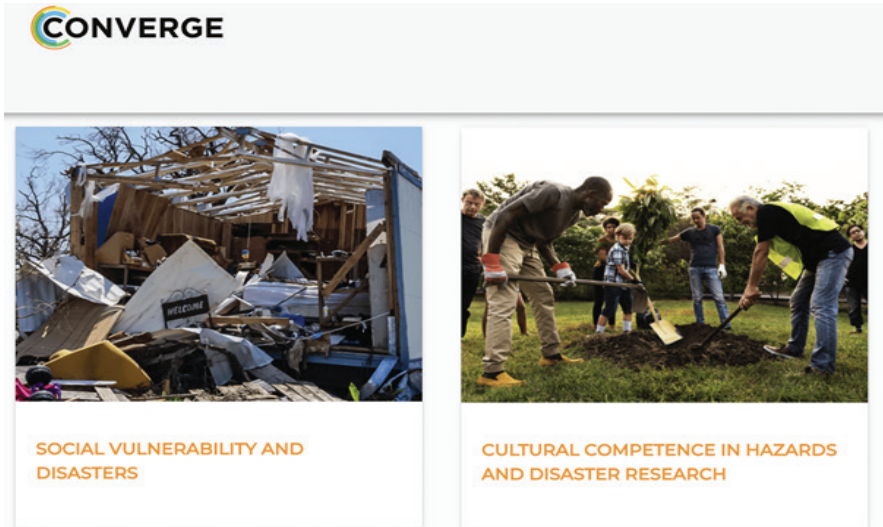 CONVERGE
WELCOME
SOCIAL VULNERABILITY AND
DISASTERS
CULTURAL COMPETENCE IN HAZARDS
AND DISASTER RESEARCH